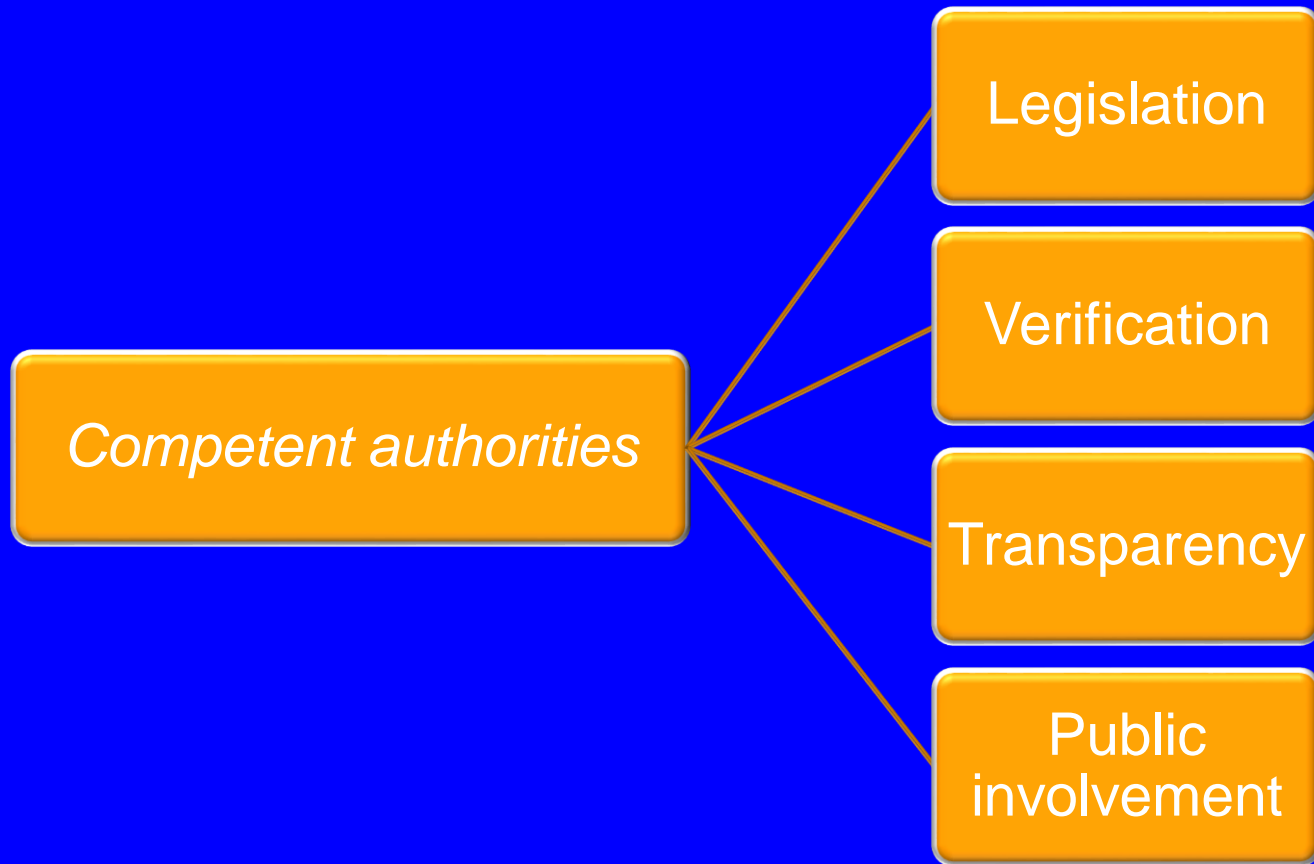 Legislation
Verification
Competent authorities
Transparency
Public
involvement